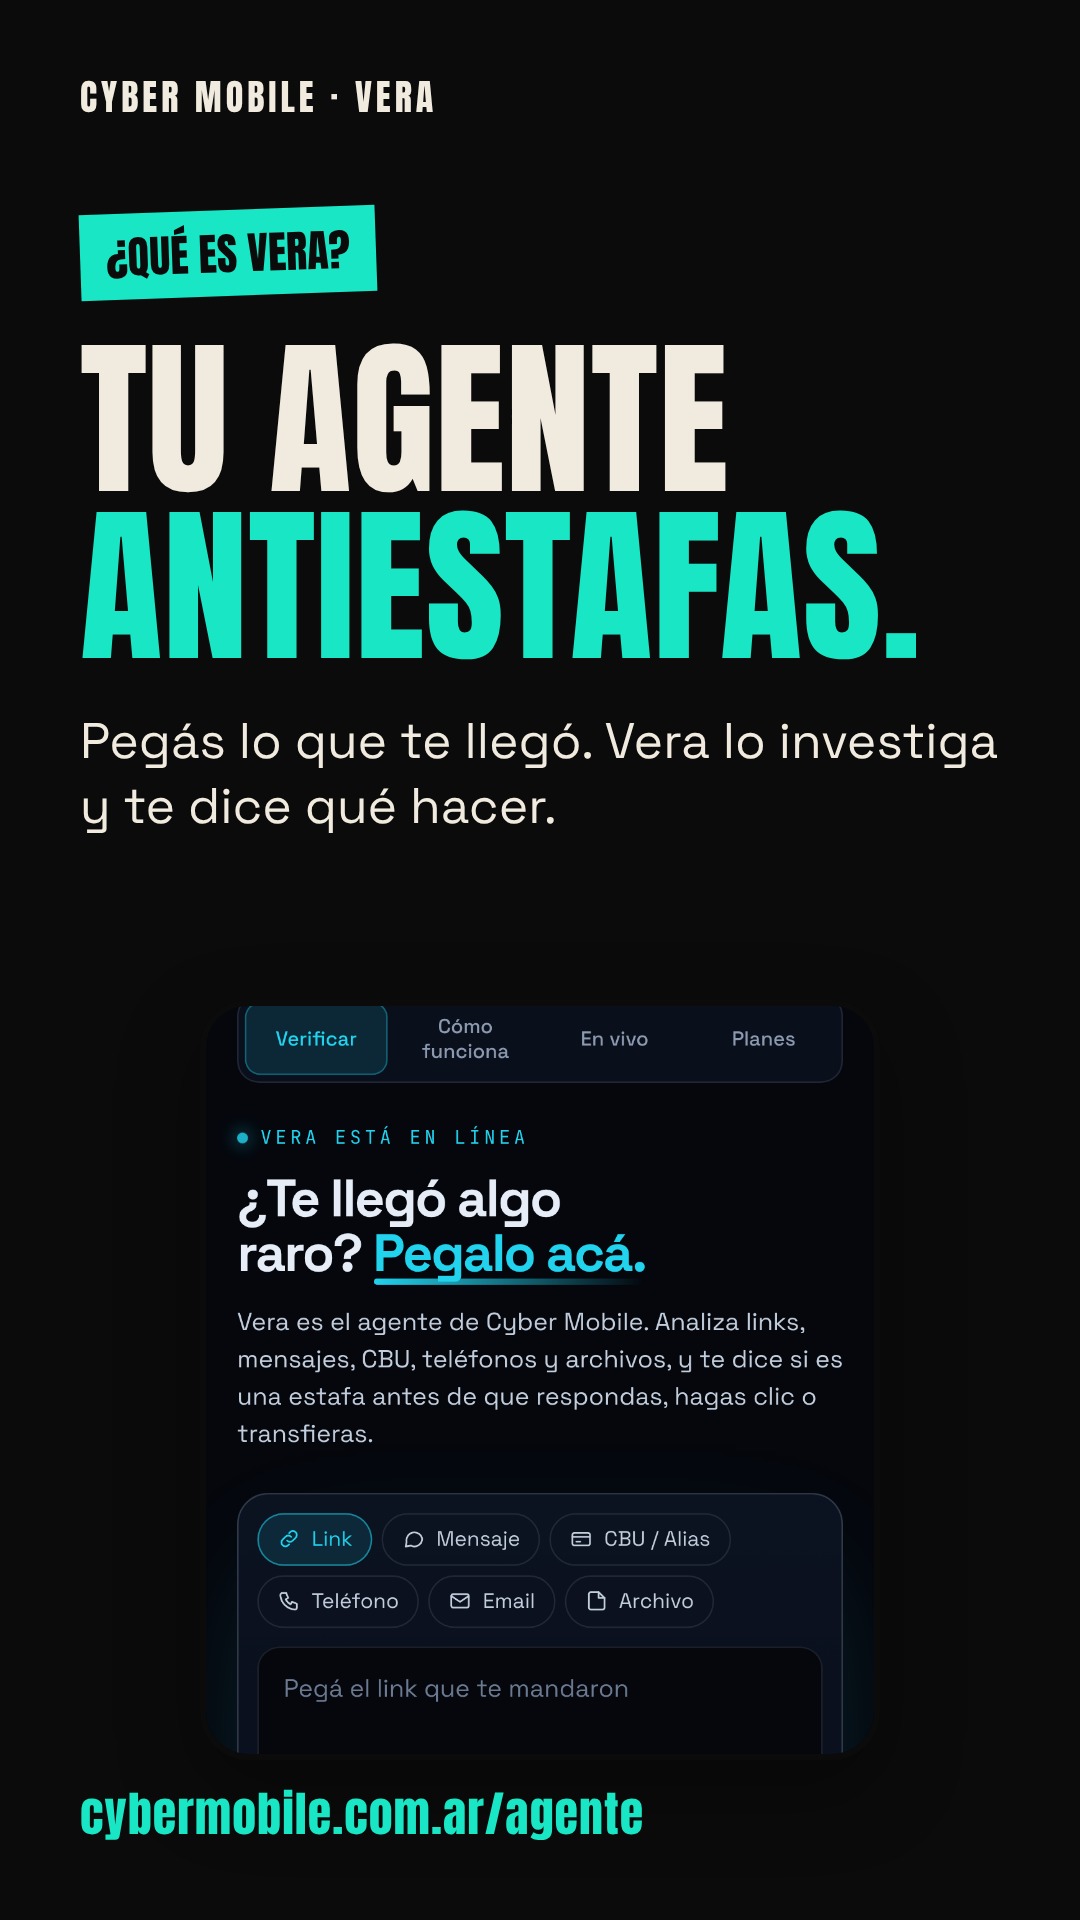 CYBER MOBILE · VERA
¿QUÉ ES VERA?
TU AGENTE
ANTIESTAFAS.
Pegás lo que te llegó. Vera lo investiga
y te dice qué hacer.
Verificar
Cómo
funciona
En vivo
Planes
VERA ESTÁ EN LÍNEA
¿Te llegó algo
raro? Pegalo acá.
Vera es el agente de Cyber Mobile. Analiza links,
mensajes, CBU, teléfonos y archivos, y te dice si es
una estafa antes de que respondas, hagas clic o
transfieras.
Link
Mensaje
CBU / Alias
Teléfono
Email
Archivo
Pegá el link que te mandaron
cybermobile.com.ar/agente